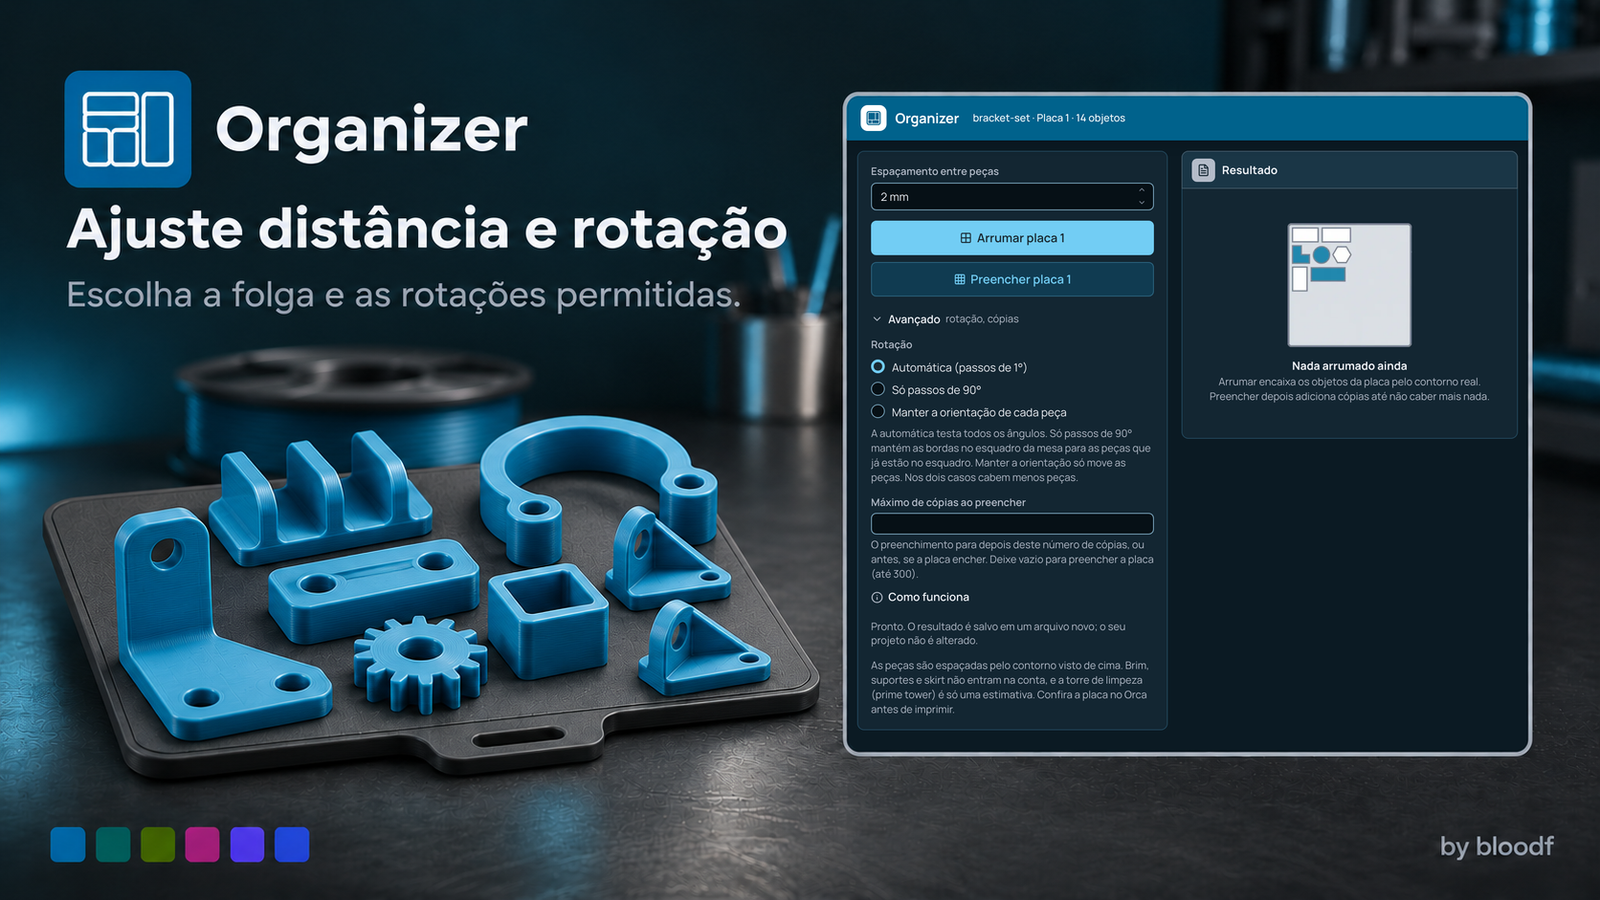 Organizer
Ajuste distância e rotação
Escolha a folga e as rotações permitidas.
Organizer bracket-set · Placa 1 · 14 objetos
Espaçamento entre peças
2 mm
Arrumar placa 1
Preencher placa 1
Avançado rotação, cópias
Rotação
Automática (passos de 1°)
Só passos de 90°
Manter a orientação de cada peça
A automática testa todos os ângulos. Só passos de 90°
mantém as bordas no esquadro da mesa para as peças que
já estão no esquadro. Manter a orientação só move as
peças. Nos dois casos cabem menos peças.
Máximo de cópias ao preencher
O preenchimento para depois deste número de cópias, ou
antes, se a placa encher. Deixe vazio para preencher a placa
(até 300).
Como funciona
Pronto. O resultado é salvo em um arquivo novo; o seu
projeto não é alterado.
As peças são espaçadas pelo contorno visto de cima. Brim,
suportes e skirt não entram na conta, e a torre de limpeza
(prime tower) é só uma estimativa. Confira a placa no Orca
antes de imprimir.
Resultado
Nada arrumado ainda
Arrumar encaixa os objetos da placa pelo contorno real.
Preencher depois adiciona cópias até não caber mais nada.
by bloodf